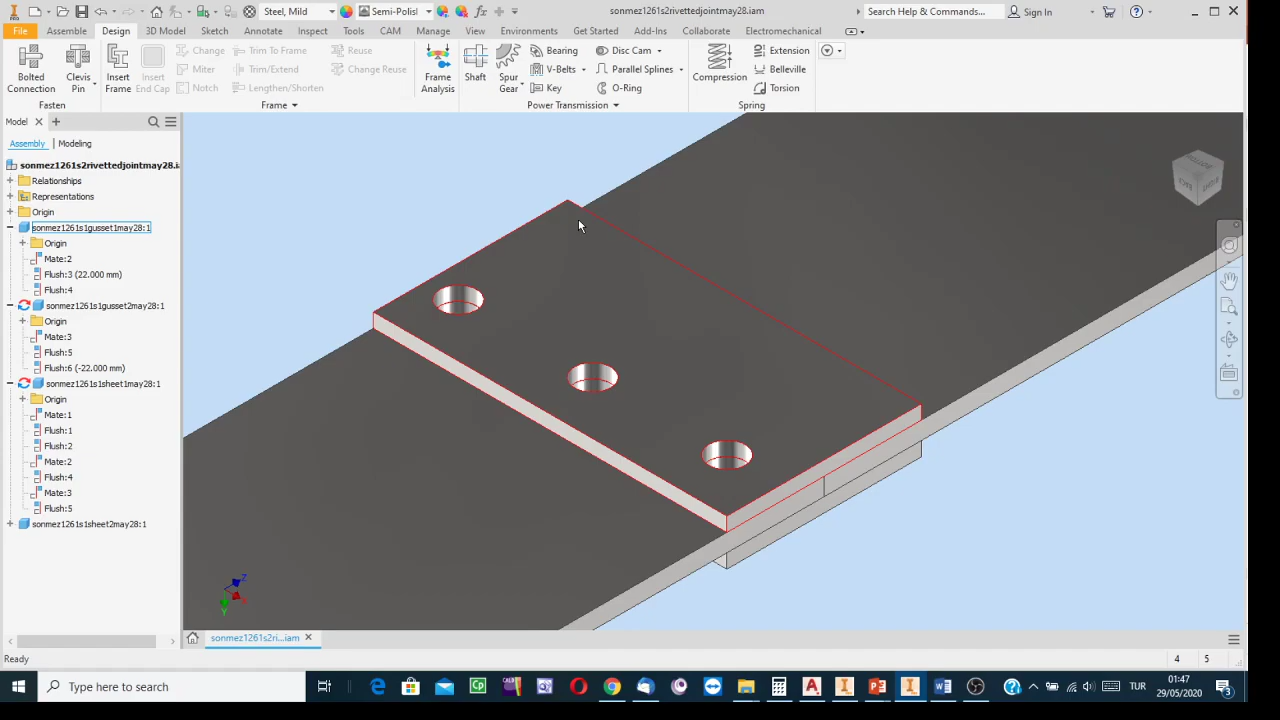 Steel, Mild
Semi-Polist
sonmez1261s2rivettedjointmay28.iam
Search Help & Commands...
Sign In
File
Assemble
Design
3D Model
Sketch
Annotate
Inspect
Tools
CAM
Manage
View
Environments
Get Started
Add-Ins
Collaborate
Electromechanical
Bolted Connection
Clevis Pin
Insert Frame
Insert End Cap
Change
Miter
Notch
Trim To Frame
Trim/Extend
Lengthen/Shorten
Reuse
Change Reuse
Frame Analysis
Shaft
Spur Gear
Bearing
V-Belts
Key
Disc Cam
Parallel Splines
O-Ring
Compression
Extension
Belleville
Torsion
Fasten
Frame
Power Transmission
Spring
Model
Assembly
Modeling
sonmez1261s2rivettedjointmay28.i
Relationships
Representations
Origin
sonmez1261s1gusset1may28:1
Origin
Mate:2
Flush:3 (22.000 mm)
Flush:4
sonmez1261s1gusset2may28:1
Origin
Mate:3
Flush:5
Flush:6 (-22.000 mm)
sonmez1261s1sheet1may28:1
Origin
Mate:1
Flush:1
Flush:2
Mate:2
Flush:4
Mate:3
Flush:5
sonmez1261s1sheet2may28:1
Z
X
Y
sonmez1261s2ri...iam
Ready
4
5
Type here to search
TUR
01:47
29/05/2020
3